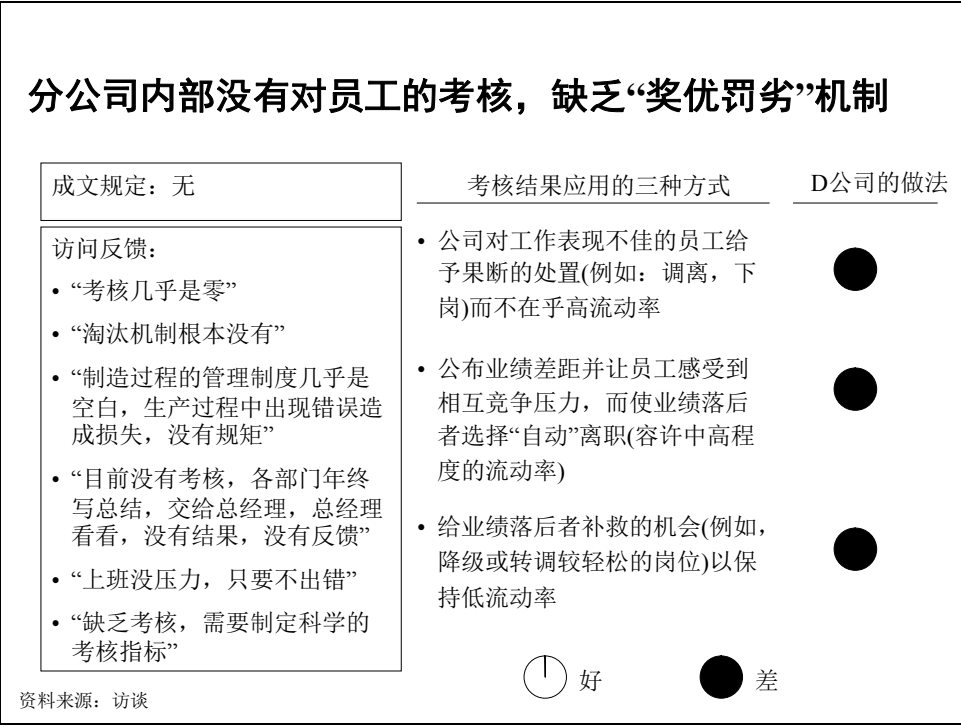 分公司内部没有对员工的考核，缺乏“奖优罚劣”机制
成文规定：无
访问反馈：
• “考核几乎是零”
• “淘汰机制根本没有”
• “制造过程的管理制度几乎是
空白，生产过程中出现错误造
成损失，没有规矩”
• “目前没有考核，各部门年终
写总结，交给总经理，总经理
看看，没有结果，没有反馈”
• “上班没压力，只要不出错”
• “缺乏考核，需要制定科学的
考核指标”
考核结果应用的三种方式
• 公司对工作表现不佳的员工给
予果断的处置(例如：调离，下
岗)而不在乎高流动率
• 公布业绩差距并让员工感受到
相互竞争压力，而使业绩落后
者选择“自动”离职(容许中高程
度的流动率)
• 给业绩落后者补救的机会(例如，
降级或转调较轻松的岗位)以保
持低流动率
D公司的做法
好
差
资料来源：访谈